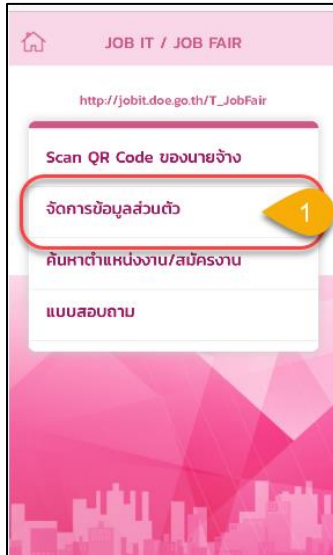 JOB IT / JOB FAIR
http://jobit.doe.go.th/T_JobFair
Scan QR Code ของนายจ้าง
จัดการข้อมูลส่วนตัว
1
ค้นหาตำแหน่งงาน/สมัครงาน
แบบสอบถาม